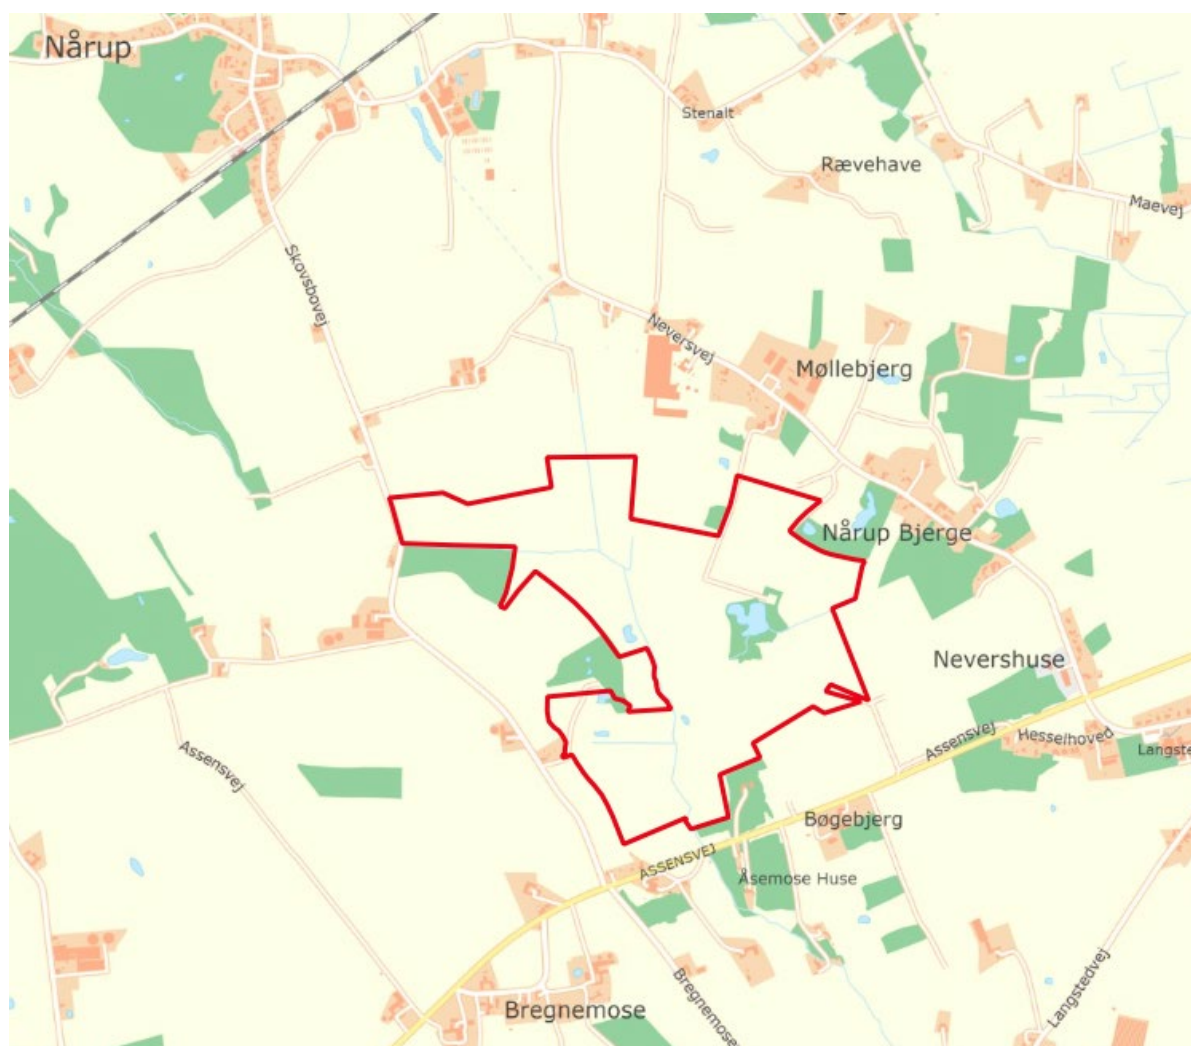 Nårup
Stenalt
Rævehave
Maevej
Skovsbovej
Neversvej
Møllebjerg
Nårup Bjerge
Nevershuse
Assensvej
Hesselhoved
Langste
Assensvej
Bøgebjerg
ASSENSVEJ
Åsemose Huse
Bregnemose
Bregnemose
Langstedvej